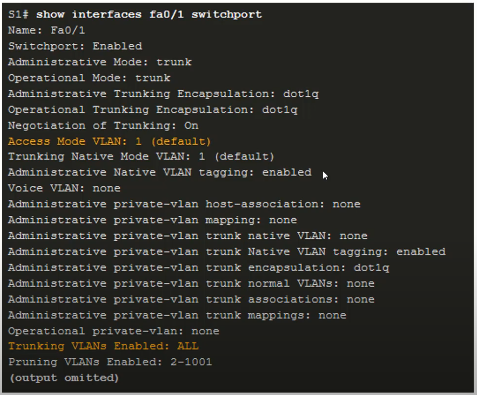 S1# show interfaces fa0/1 switchport
Name: Fa0/1
Switchport: Enabled
Administrative Mode: trunk
Operational Mode: trunk
Administrative Trunking Encapsulation: dot1q
Operational Trunking Encapsulation: dot1q
Negotiation of Trunking: On
Access Mode VLAN: 1 (default)
Trunking Native Mode VLAN: 1 (default)
Administrative Native VLAN tagging: enabled
Voice VLAN: none
Administrative private-vlan host-association: none
Administrative private-vlan mapping: none
Administrative private-vlan trunk native VLAN: none
Administrative private-vlan trunk Native VLAN tagging: enabled
Administrative private-vlan trunk encapsulation: dot1q
Administrative private-vlan trunk normal VLANs: none
Administrative private-vlan trunk associations: none
Administrative private-vlan trunk mappings: none
Operational private-vlan: none
Trunking VLANs Enabled: ALL
Pruning VLANs Enabled: 2-1001
(output omitted)